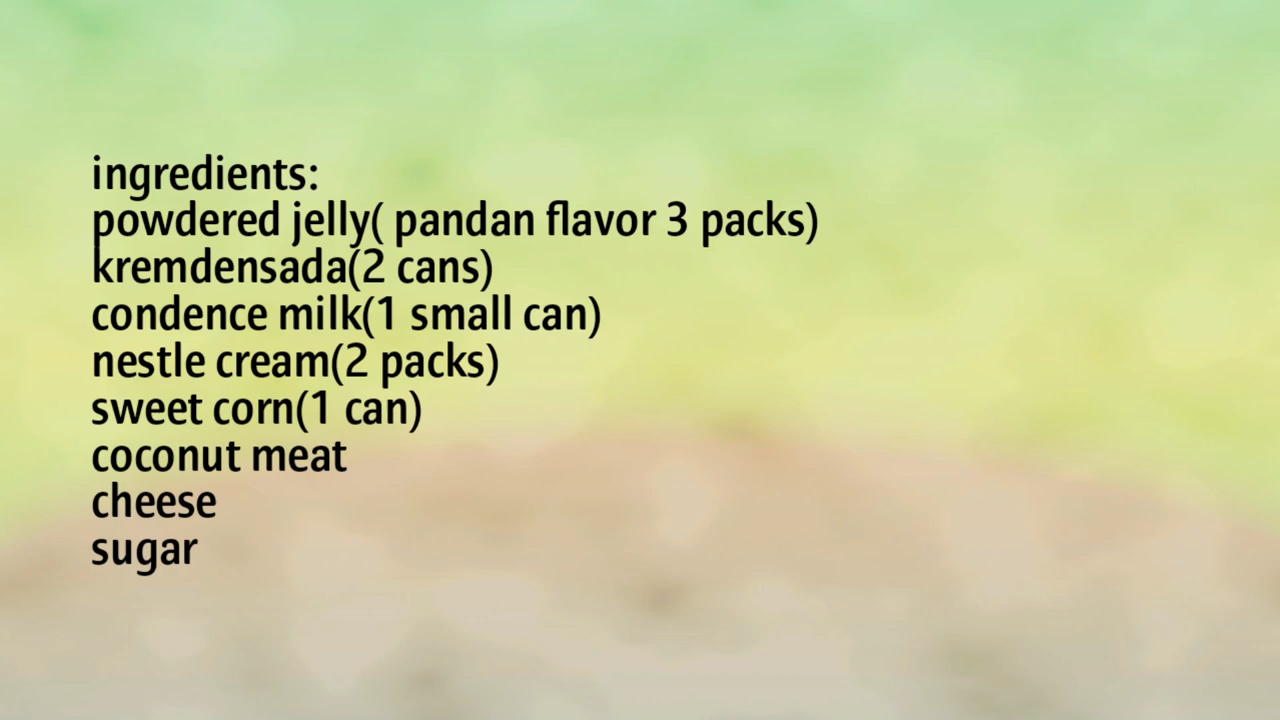 ingredients:
powdered jelly( pandan flavor 3 packs)
kremdensada(2 cans)
condence milk(1 small can)
nestle cream(2 packs)
sweet corn(1 can)
coconut meat
cheese
sugar